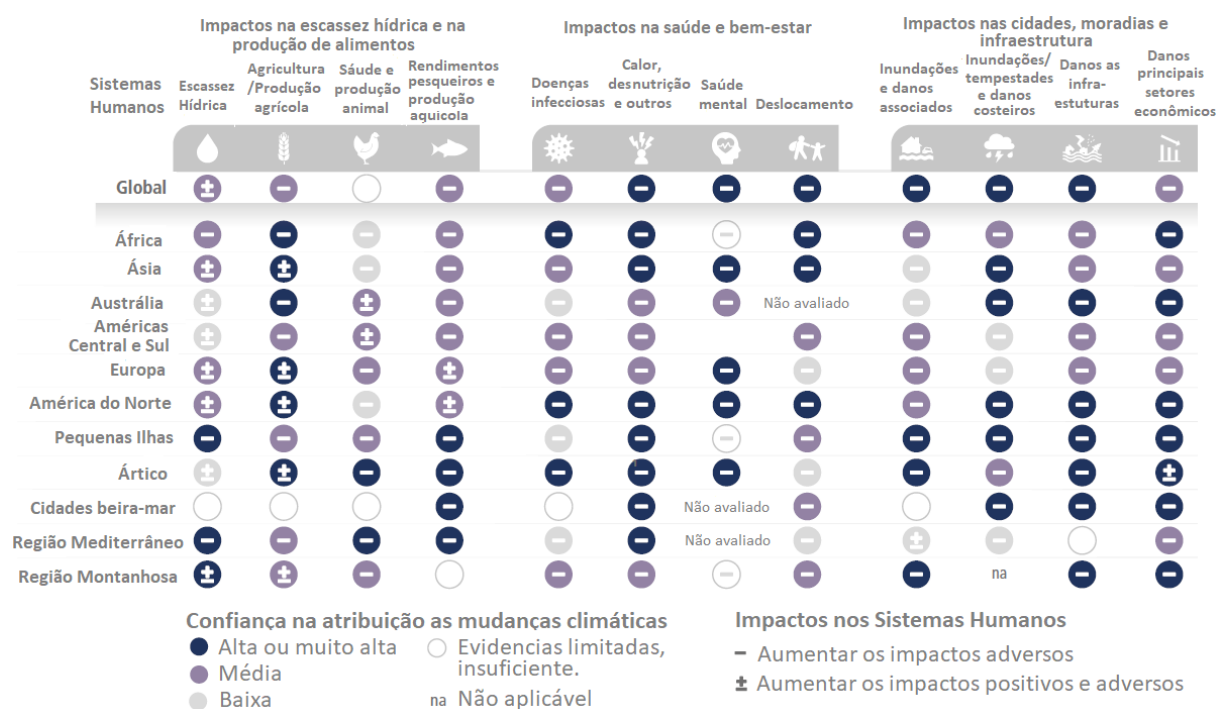 Impactos na escassez hídrica e na
produção de alimentos
Impactos na saúde e bem-estar
Impactos nas cidades, moradias e
infraestrutura
Sistemas
Humanos
Escassez
Hídrica
Agricultura
/Produção
agrícola
Sáude e
produção
animal
Rendimentos
pesqueiros e
produção
aquicola
Doenças
infecciosas
Calor,
desnutrição
e outros
Saúde
mental
Deslocamento
Inundações
e danos
associados
Inundações/
tempestades
e danos
costeiros
Danos as
infra-
estuturas
Danos
principais
setores
econômicos
Global
África
Ásia
Austrália
Não avaliado
Américas
Central e Sul
Europa
América do Norte
Pequenas Ilhas
Ártico
Cidades beira-mar
Não avaliado
Região Mediterrâneo
Não avaliado
Região Montanhosa
na
Confiança na atribuição as mudanças climáticas
Alta ou muito alta
Média
Baixa
Evidencias limitadas,
insuficiente.
na Não aplicável
Impactos nos Sistemas Humanos
− Aumentar os impactos adversos
± Aumentar os impactos positivos e adversos